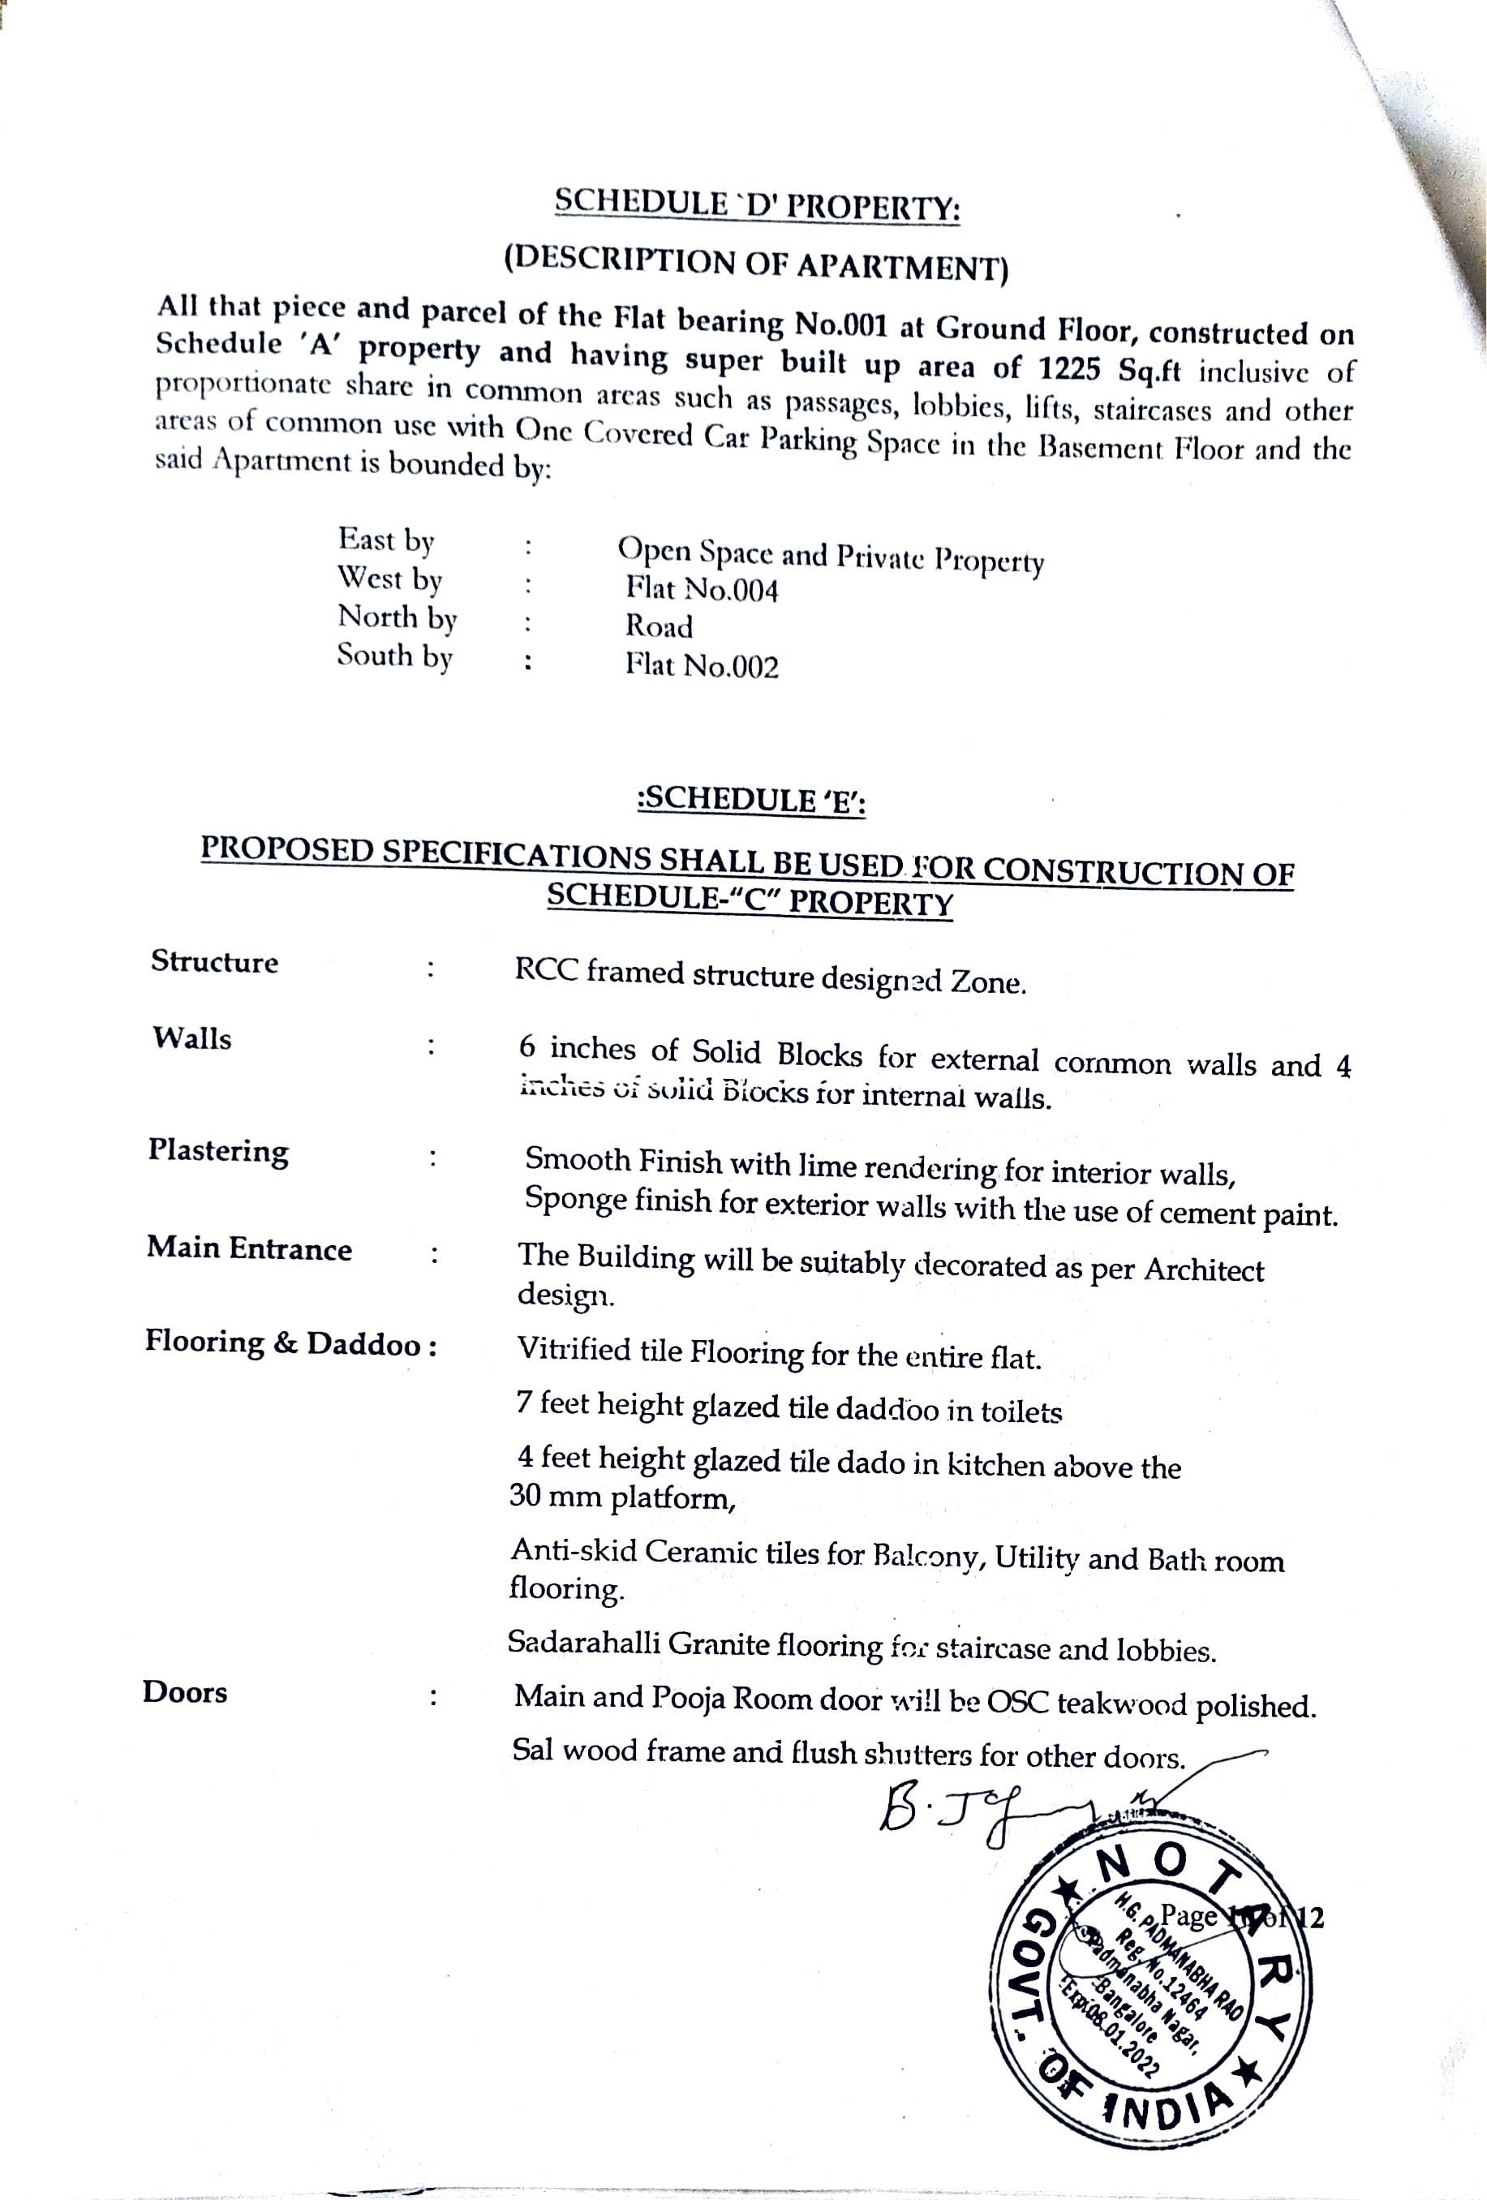 SCHEDULE `D' PROPERTY:
(DESCRIPTION OF APARTMENT)
All that piece and parcel of the Flat bearing No.001 at Ground Floor, constructed on
Schedule 'A' property and having super built up area of 1225 Sq.ft inclusive of
proportionate share in common areas such as passages, lobbies, lifts, staircases and other
areas of common use with One Covered Car Parking Space in the Basement Floor and the
said Apartment is bounded by:
East by : Open Space and Private Property
West by : Flat No.004
North by : Road
South by : Flat No.002
:SCHEDULE 'E':
PROPOSED SPECIFICATIONS SHALL BE USED FOR CONSTRUCTION OF
SCHEDULE-"C" PROPERTY
Structure : RCC framed structure designed Zone.
Walls : 6 inches of Solid Blocks for external common walls and 4
inches of solid Blocks for internal walls.
Plastering : Smooth Finish with lime rendering for interior walls,
Sponge finish for exterior walls with the use of cement paint.
Main Entrance : The Building will be suitably decorated as per Architect
design.
Flooring & Daddoo : Vitrified tile Flooring for the entire flat.
7 feet height glazed tile daddoo in toilets
4 feet height glazed tile dado in kitchen above the
30 mm platform,
Anti-skid Ceramic tiles for Balcony, Utility and Bath room
flooring.
Sadarahalli Granite flooring for staircase and lobbies.
Doors : Main and Pooja Room door will be OSC teakwood polished.
Sal wood frame and flush shutters for other doors.
B.
Page of 12
NOTARY
GOVT. OF INDIA
H.G. PADMANABHA RAO
Reg. No.12464
Padmanabha Nagar,
-Bangalore
Exp:08.01.2022